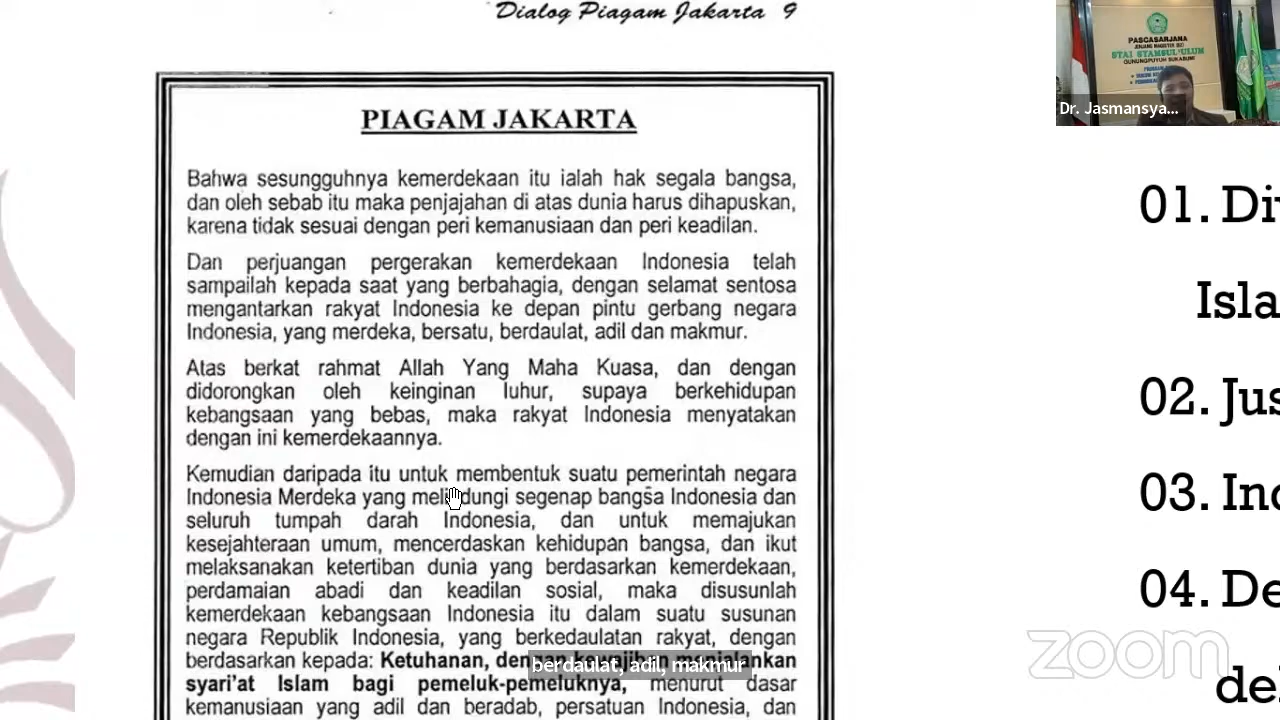 Dialog Piagam Jakarta 9
PIAGAM JAKARTA
Bahwa sesungguhnya kemerdekaan itu ialah hak segala bangsa,
dan oleh sebab itu maka penjajahan di atas dunia harus dihapuskan,
karena tidak sesuai dengan peri kemanusiaan dan peri keadilan.
Dan perjuangan pergerakan kemerdekaan Indonesia telah
sampailah kepada saat yang berbahagia, dengan selamat sentosa
mengantarkan rakyat Indonesia ke depan pintu gerbang negara
Indonesia, yang merdeka, bersatu, berdaulat, adil dan makmur.
Atas berkat rahmat Allah Yang Maha Kuasa, dan dengan
didorongkan oleh keinginan luhur, supaya berkehidupan
kebangsaan yang bebas, maka rakyat Indonesia menyatakan
dengan ini kemerdekaannya.
Kemudian daripada itu untuk membentuk suatu pemerintah negara
Indonesia Merdeka yang melindungi segenap bangsa Indonesia dan
seluruh tumpah darah Indonesia, dan untuk memajukan
kesejahteraan umum, mencerdaskan kehidupan bangsa, dan ikut
melaksanakan ketertiban dunia yang berdasarkan kemerdekaan,
perdamaian abadi dan keadilan sosial, maka disusunlah
kemerdekaan kebangsaan Indonesia itu dalam suatu susunan
negara Republik Indonesia, yang berkedaulatan rakyat, dengan
berdasarkan kepada: Ketuhanan, dengan kewajiban menjalankan
syari'at Islam bagi pemeluk-pemeluknya, menurut dasar
kemanusiaan yang adil dan beradab, persatuan Indonesia, dan
berdaulat, adil, makmur
PASCASARJANA
STAI SYAMSUL 'ULUM
GUNUNGPUYUH SUKABUMI
Dr. Jasmansya...
01. Di
Isla
02. Jus
03. Ind
04. De
de
zoom